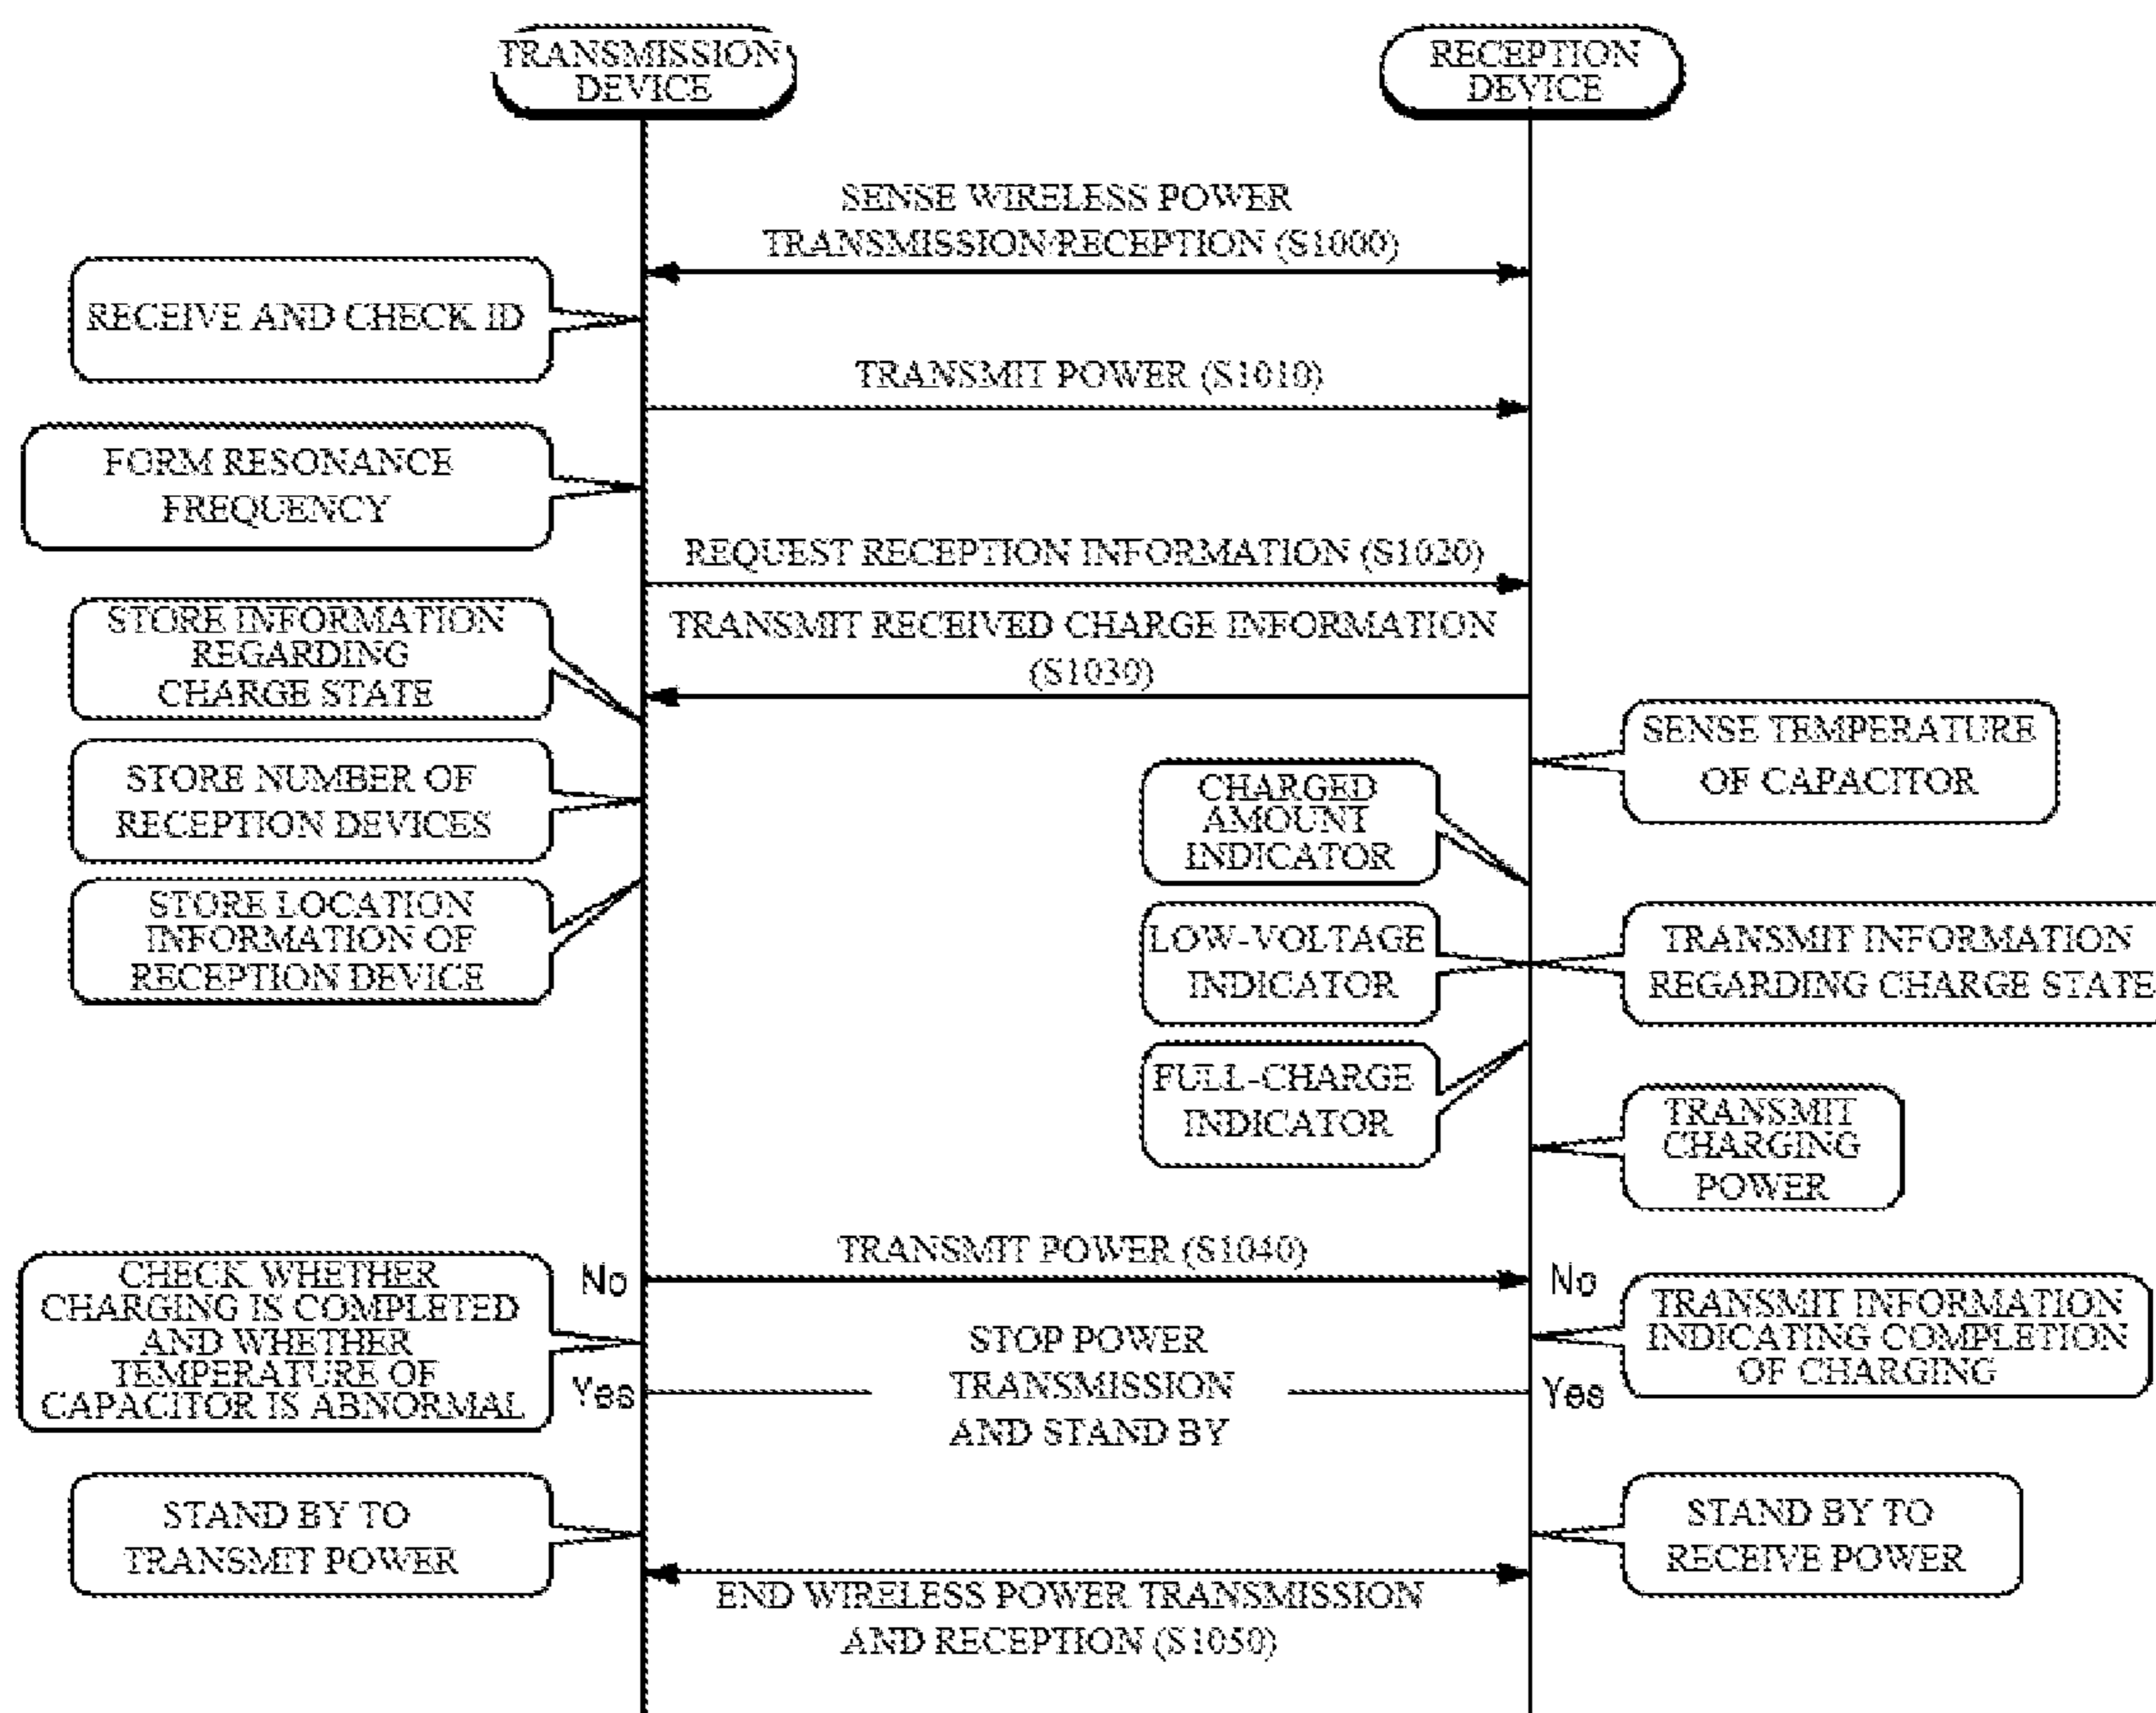 TRANSMISSION
DEVICE
RECEPTION
DEVICE
SENSE WIRELESS POWER
TRANSMISSION/RECEPTION (S1000)
RECEIVE AND CHECK ID
TRANSMIT POWER (S1010)
FORM RESONANCE
FREQUENCY
REQUEST RECEPTION INFORMATION (S1020)
STORE INFORMATION
REGARDING
CHARGE STATE
TRANSMIT RECEIVED CHARGE INFORMATION
(S1030)
SENSE TEMPERATURE
OF CAPACITOR
STORE NUMBER OF
RECEPTION DEVICES
CHARGED
AMOUNT
INDICATOR
STORE LOCATION
INFORMATION OF
RECEPTION DEVICE
LOW-VOLTAGE
INDICATOR
TRANSMIT INFORMATION
REGARDING CHARGE STATE
FULL-CHARGE
INDICATOR
TRANSMIT
CHARGING
POWER
TRANSMIT POWER (S1040)
CHECK WHETHER
CHARGING IS COMPLETED
AND WHETHER
TEMPERATURE OF
CAPACITOR IS ABNORMAL
No
No
Yes
STOP POWER
TRANSMISSION
AND STAND BY
Yes
TRANSMIT INFORMATION
INDICATING COMPLETION
OF CHARGING
STAND BY TO
TRANSMIT POWER
STAND BY TO
RECEIVE POWER
END WIRELESS POWER TRANSMISSION
AND RECEPTION (S1050)